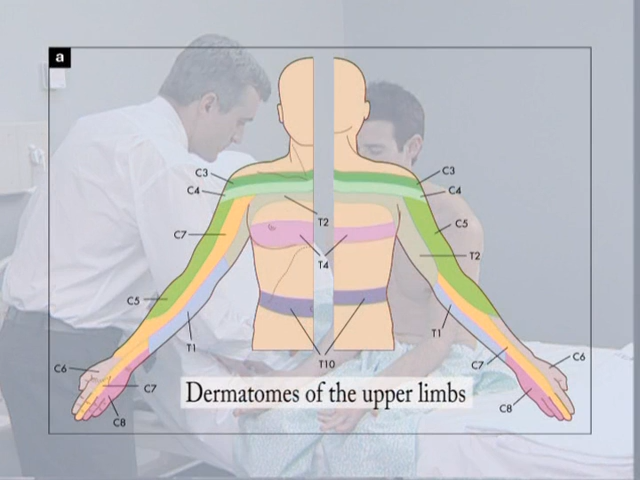 a
C3
C4
C7
C5
T1
C6
C7
C8
T2
T4
T10
C3
C4
C5
T2
T1
C7
C6
C8
Dermatomes of the upper limbs